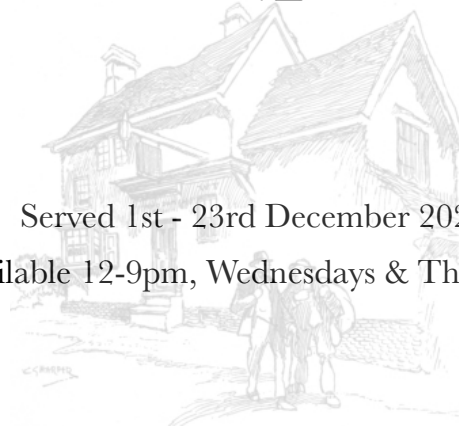 Served 1st - 23rd December 202
ilable 12-9pm, Wednesdays & Th